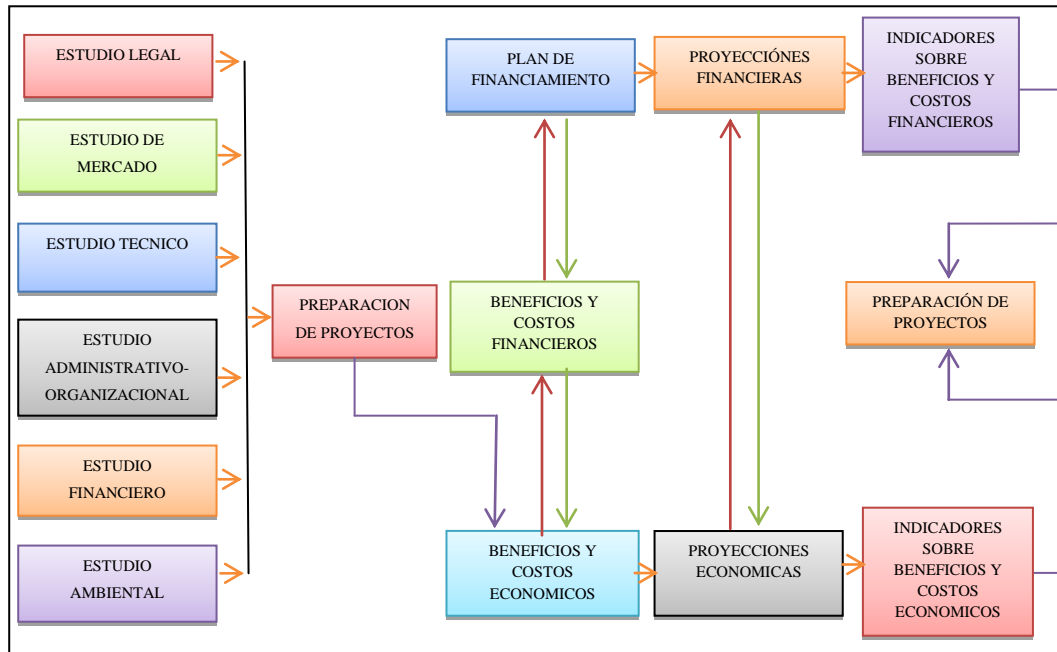 ESTUDIO LEGAL
ESTUDIO DE
MERCADO
ESTUDIO TECNICO
ESTUDIO
ADMINISTRATIVO-
ORGANIZACIONAL
ESTUDIO
FINANCIERO
ESTUDIO
AMBIENTAL
PREPARACION
DE PROYECTOS
PLAN DE
FINANCIAMIENTO
BENEFICIOS Y
COSTOS
FINANCIEROS
BENEFICIOS Y
COSTOS
ECONOMICOS
PROYECCIÓNES
FINANCIERAS
PROYECCIONES
ECONOMICAS
INDICADORES
SOBRE
BENEFICIOS Y
COSTOS
FINANCIEROS
PREPARACIÓN DE
PROYECTOS
INDICADORES
SOBRE
BENEFICIOS Y
COSTOS
ECONOMICOS